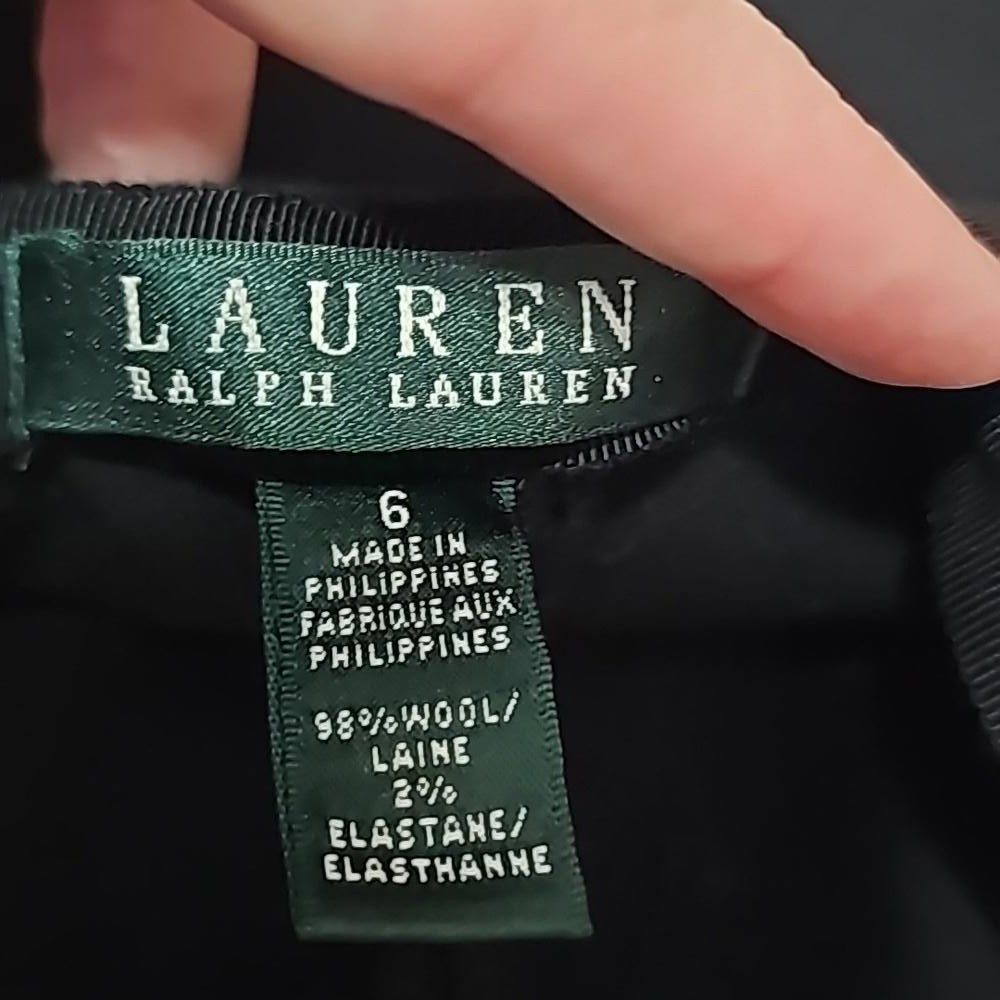 LAUREN
RALPH LAUREN
6
MADE IN
PHILIPPINES
FABRIQUE AUX
PHILIPPINES
98% WOOL/
LAINE
2%
ELASTANE/
ELASTHANNE